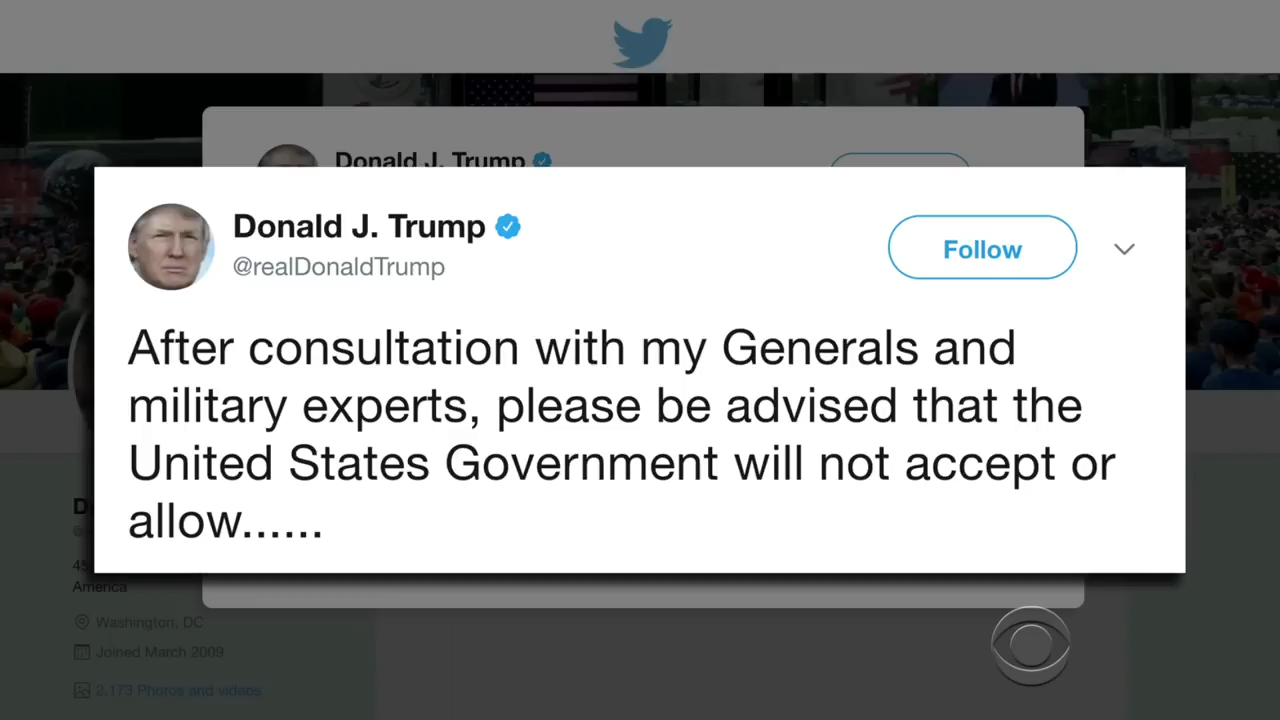 Donald J. Trump
Donald J. Trump
@realDonaldTrump
Follow
After consultation with my Generals and
military experts, please be advised that the
United States Government will not accept or
allow......
D
45
America
Washington, DC
Joined March 2009
2,173 Photos and videos